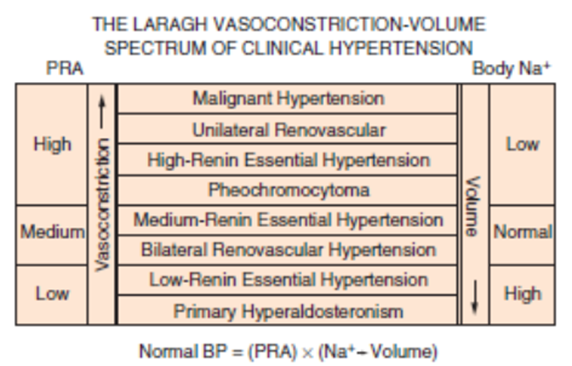 THE LARAGH VASOCONSTRICTION-VOLUME
SPECTRUM OF CLINICAL HYPERTENSION
PRA
Body Na⁺
High
Medium
Low
Vasoconstriction
Malignant Hypertension
Unilateral Renovascular
High-Renin Essential Hypertension
Pheochromocytoma
Medium-Renin Essential Hypertension
Bilateral Renovascular Hypertension
Low-Renin Essential Hypertension
Primary Hyperaldosteronism
Volume
Low
Normal
High
Normal BP = (PRA) × (Na⁺–Volume)